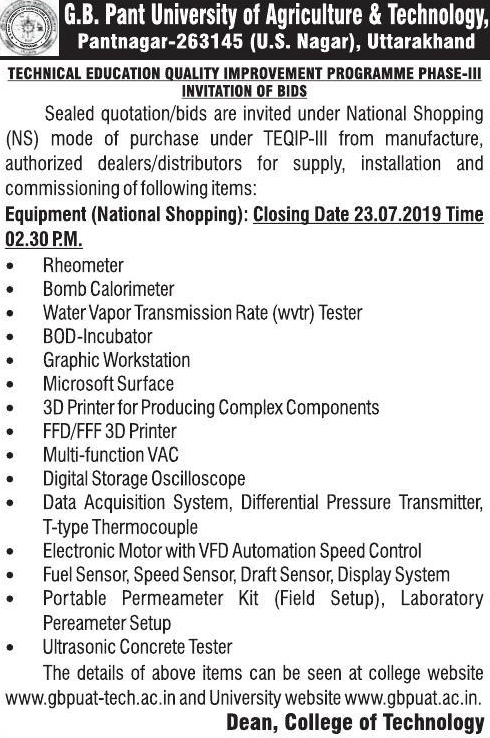 G.B. Pant University of Agriculture & Technology,
Pantnagar-263145 (U.S. Nagar), Uttarakhand
TECHNICAL EDUCATION QUALITY IMPROVEMENT PROGRAMME PHASE-III
INVITATION OF BIDS
Sealed quotation/bids are invited under National Shopping
(NS) mode of purchase under TEQIP-III from manufacture,
authorized dealers/distributors for supply, installation and
commissioning of following items:
Equipment (National Shopping): Closing Date 23.07.2019 Time
02.30 P.M.
• Rheometer
• Bomb Calorimeter
• Water Vapor Transmission Rate (wvtr) Tester
• BOD-Incubator
• Graphic Workstation
• Microsoft Surface
• 3D Printer for Producing Complex Components
• FFD/FFF 3D Printer
• Multi-function VAC
• Digital Storage Oscilloscope
• Data Acquisition System, Differential Pressure Transmitter,
T-type Thermocouple
• Electronic Motor with VFD Automation Speed Control
• Fuel Sensor, Speed Sensor, Draft Sensor, Display System
• Portable Permeameter Kit (Field Setup), Laboratory
Pereameter Setup
• Ultrasonic Concrete Tester
The details of above items can be seen at college website
www.gbpuat-tech.ac.in and University website www.gbpuat.ac.in.
Dean, College of Technology